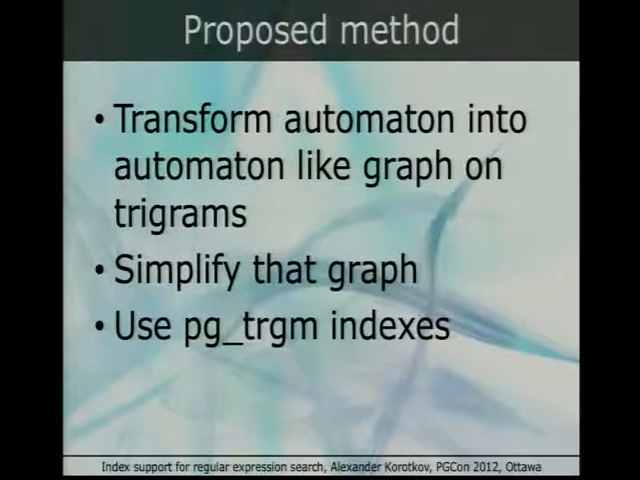 Proposed method
• Transform automaton into
automaton like graph on
trigrams
• Simplify that graph
• Use pg_trgm indexes
Index support for regular expression search, Alexander Korotkov, PGCon 2012, Ottawa